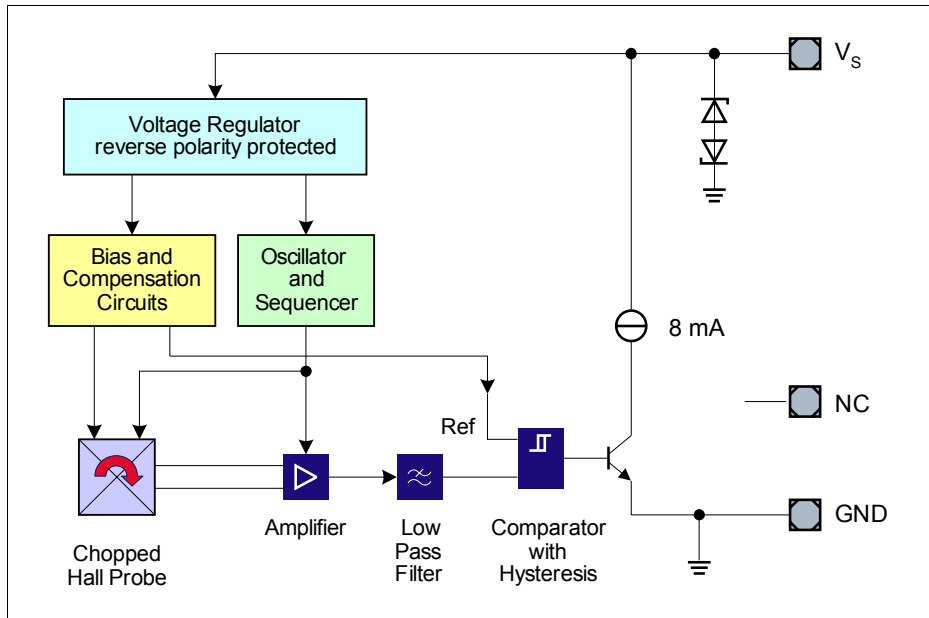 V_S
Voltage Regulator
reverse polarity protected
Bias and
Compensation
Circuits
Oscillator
and
Sequencer
8 mA
NC
Ref
GND
Amplifier
Low
Pass
Filter
Comparator
with
Hysteresis
Chopped
Hall Probe